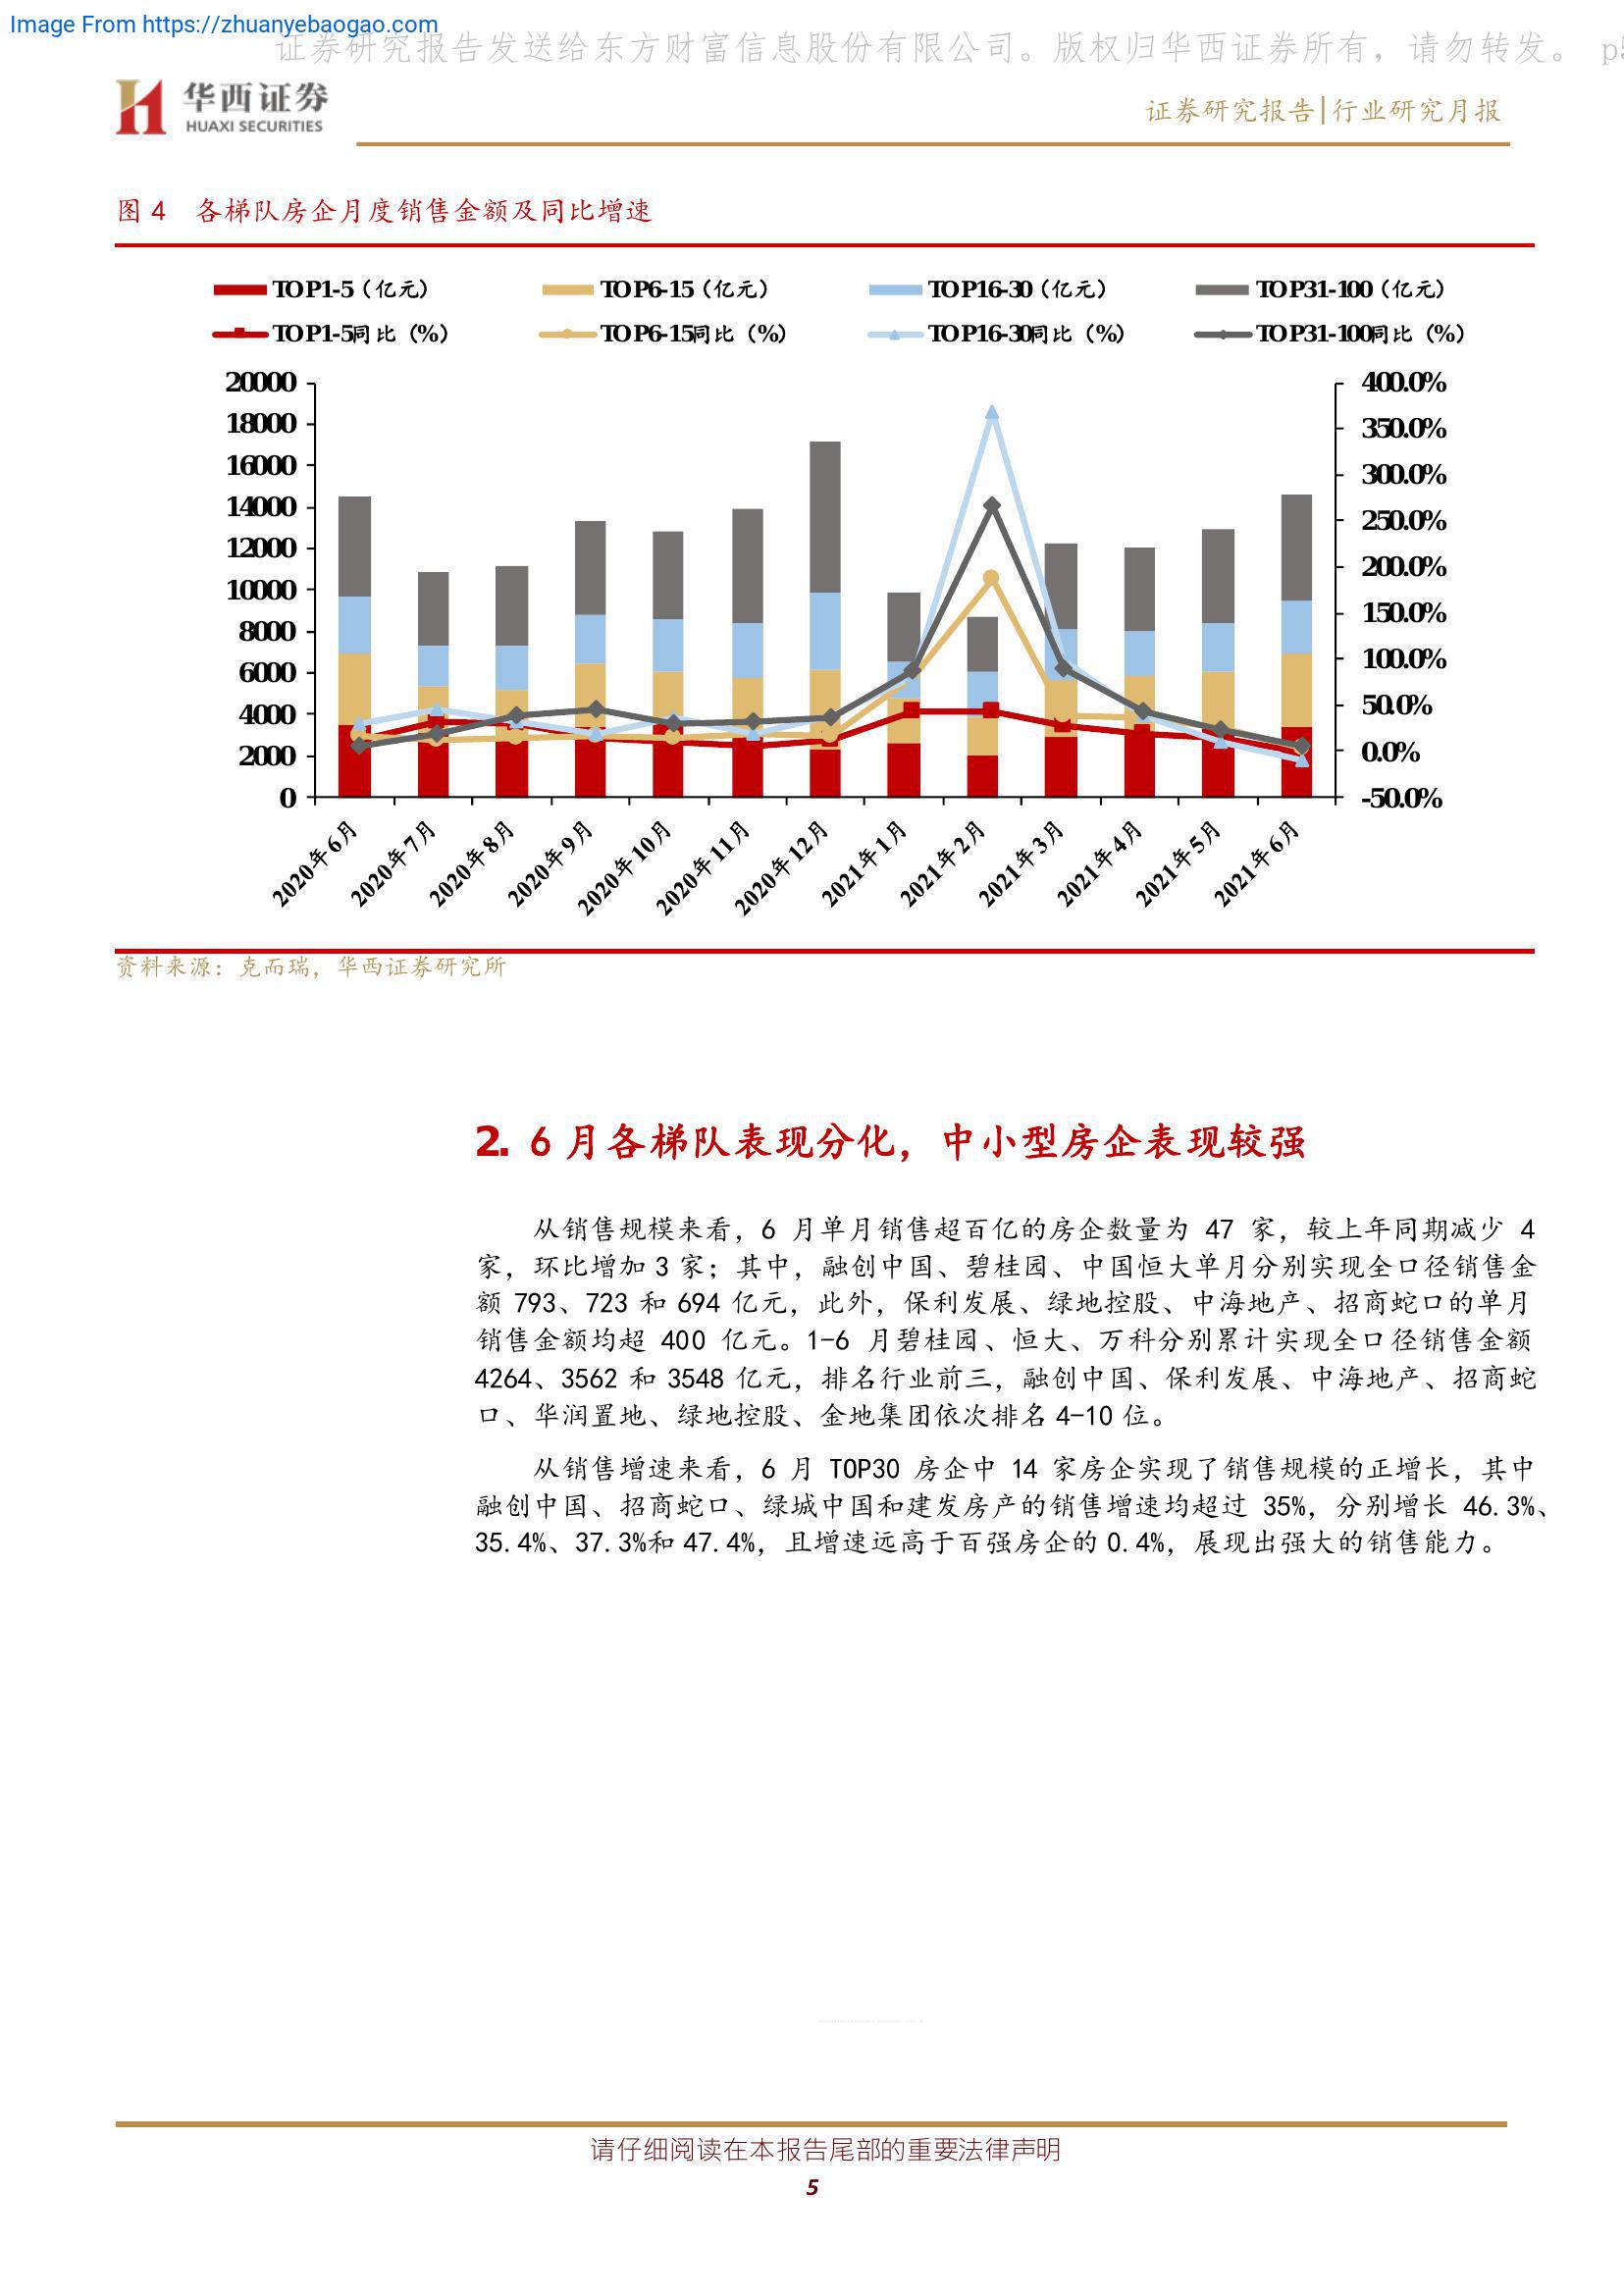 Image From https://zhuanyebaogao.com
证券研究报告发送给东方财富信息股份有限公司。版权归华西证券所有，请勿转发。 p5
华西证券
HUAXI SECURITIES
证券研究报告|行业研究月报
图 4 各梯队房企月度销售金额及同比增速
TOP1-5（亿元） TOP6-15（亿元） TOP16-30（亿元） TOP31-100（亿元）
TOP1-5同比（%） TOP6-15同比（%） TOP16-30同比（%） TOP31-100同比（%）
20000 400.0%
18000 350.0%
16000 300.0%
14000 250.0%
12000 200.0%
10000 150.0%
8000 100.0%
6000 50.0%
4000 0.0%
2000 -50.0%
0
2020年6月 2020年7月 2020年8月 2020年9月 2020年10月 2020年11月 2020年12月 2021年1月 2021年2月 2021年3月 2021年4月 2021年5月 2021年6月
资料来源：克而瑞，华西证券研究所
2. 6 月各梯队表现分化，中小型房企表现较强
从销售规模来看，6 月单月销售超百亿的房企数量为 47 家，较上年同期减少 4
家，环比增加 3 家；其中，融创中国、碧桂园、中国恒大单月分别实现全口径销售金
额 793、723 和 694 亿元，此外，保利发展、绿地控股、中海地产、招商蛇口的单月
销售金额均超 400 亿元。1-6 月碧桂园、恒大、万科分别累计实现全口径销售金额
4264、3562 和 3548 亿元，排名行业前三，融创中国、保利发展、中海地产、招商蛇
口、华润置地、绿地控股、金地集团依次排名 4-10 位。
从销售增速来看，6 月 TOP30 房企中 14 家房企实现了销售规模的正增长，其中
融创中国、招商蛇口、绿城中国和建发房产的销售增速均超过 35%，分别增长 46.3%、
35.4%、37.3%和 47.4%，且增速远高于百强房企的 0.4%，展现出强大的销售能力。
请仔细阅读在本报告尾部的重要法律声明
5